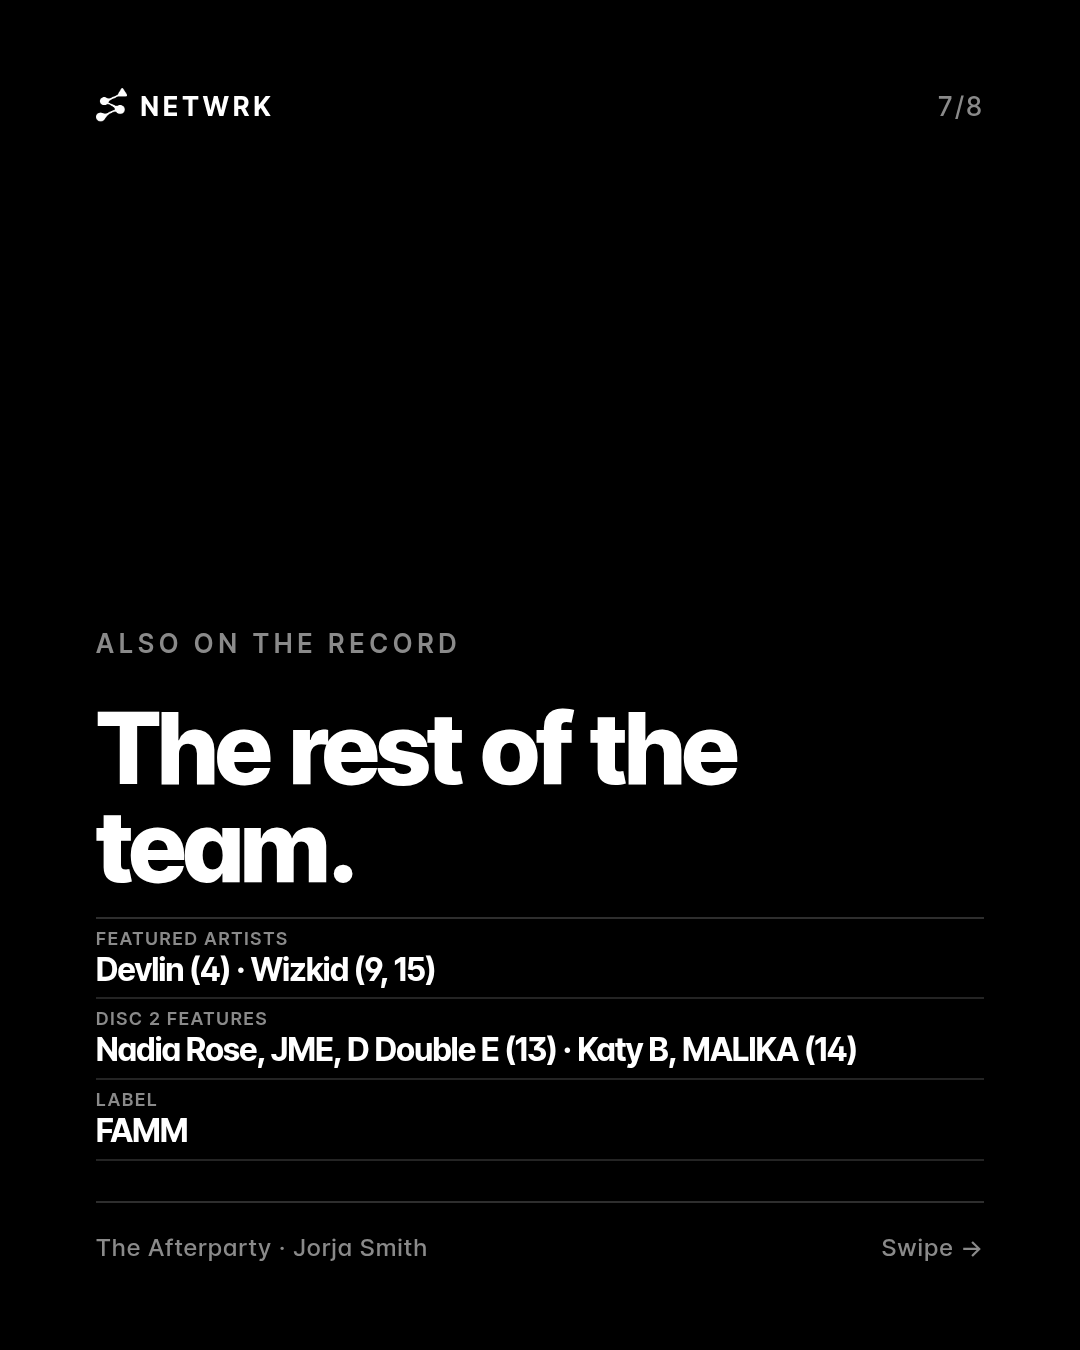 NETWRK
7/8
ALSO ON THE RECORD
The rest of the
team.
FEATURED ARTISTS
Devlin (4) · Wizkid (9, 15)
DISC 2 FEATURES
Nadia Rose, JME, D Double E (13) · Katy B, MALIKA (14)
LABEL
FAMM
The Afterparty · Jorja Smith
Swipe →